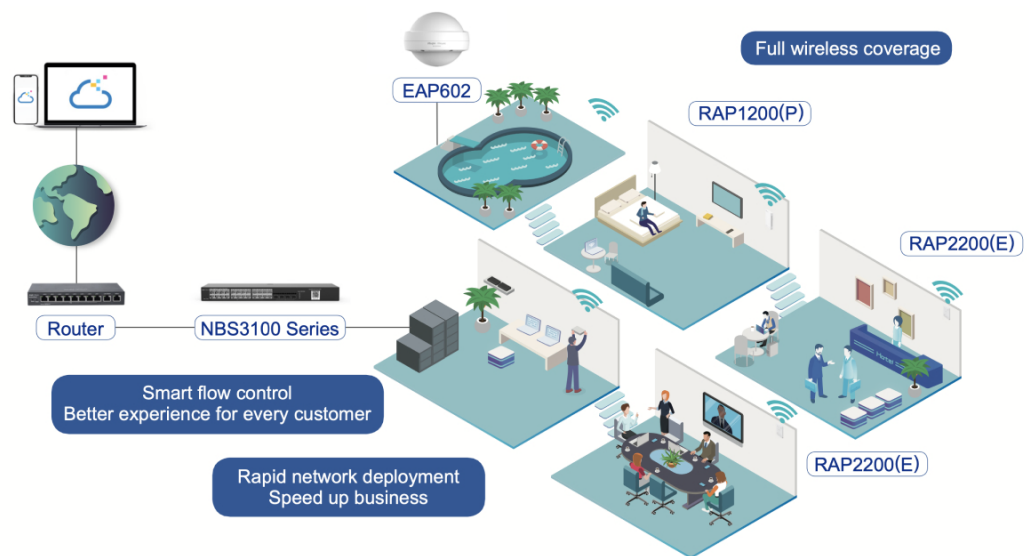 Full wireless coverage
EAP602
RAP1200(P)
RAP2200(E)
Router
NBS3100 Series
Smart flow control
Better experience for every customer
RAP2200(E)
Rapid network deployment
Speed up business